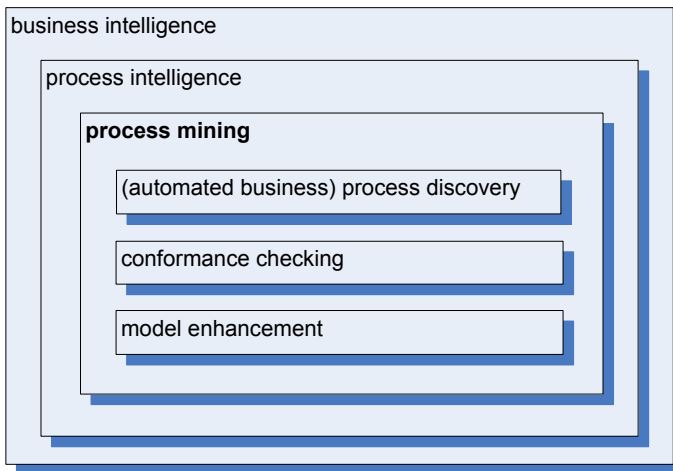 business intelligence
process intelligence
process mining
(automated business) process discovery
conformance checking
model enhancement